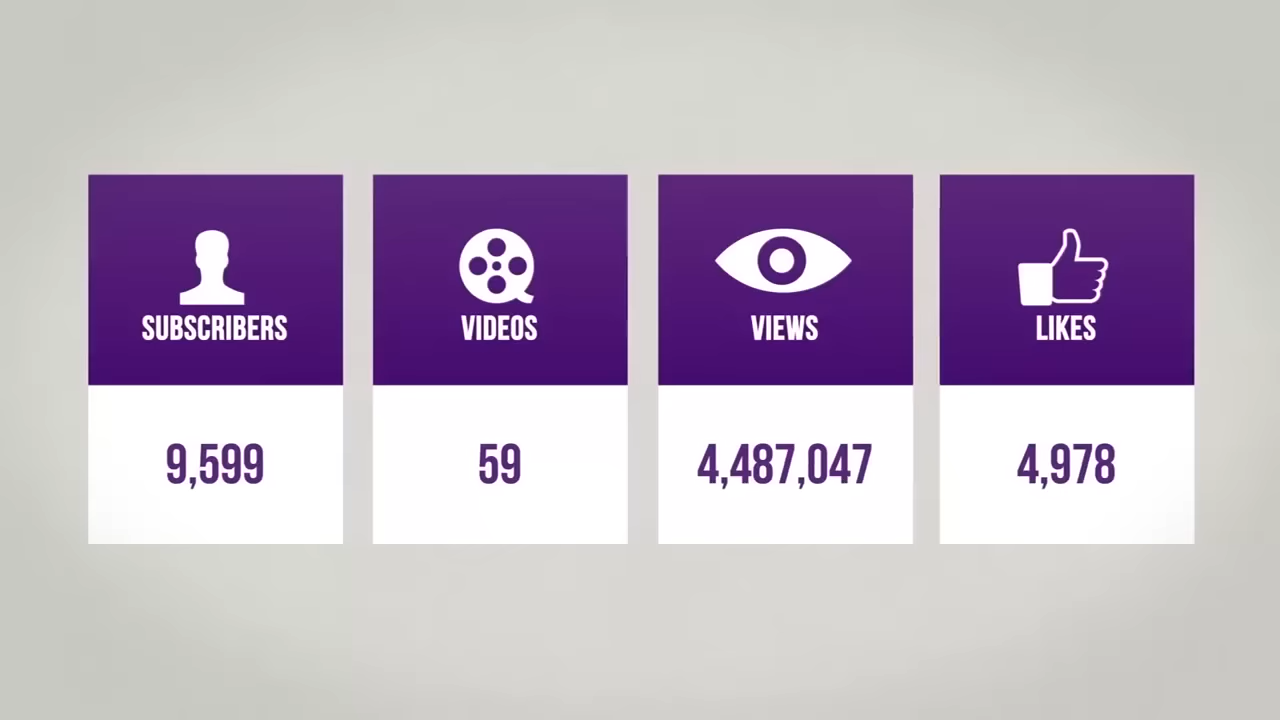 SUBSCRIBERS
9,599
VIDEOS
59
VIEWS
4,487,047
LIKES
4,978